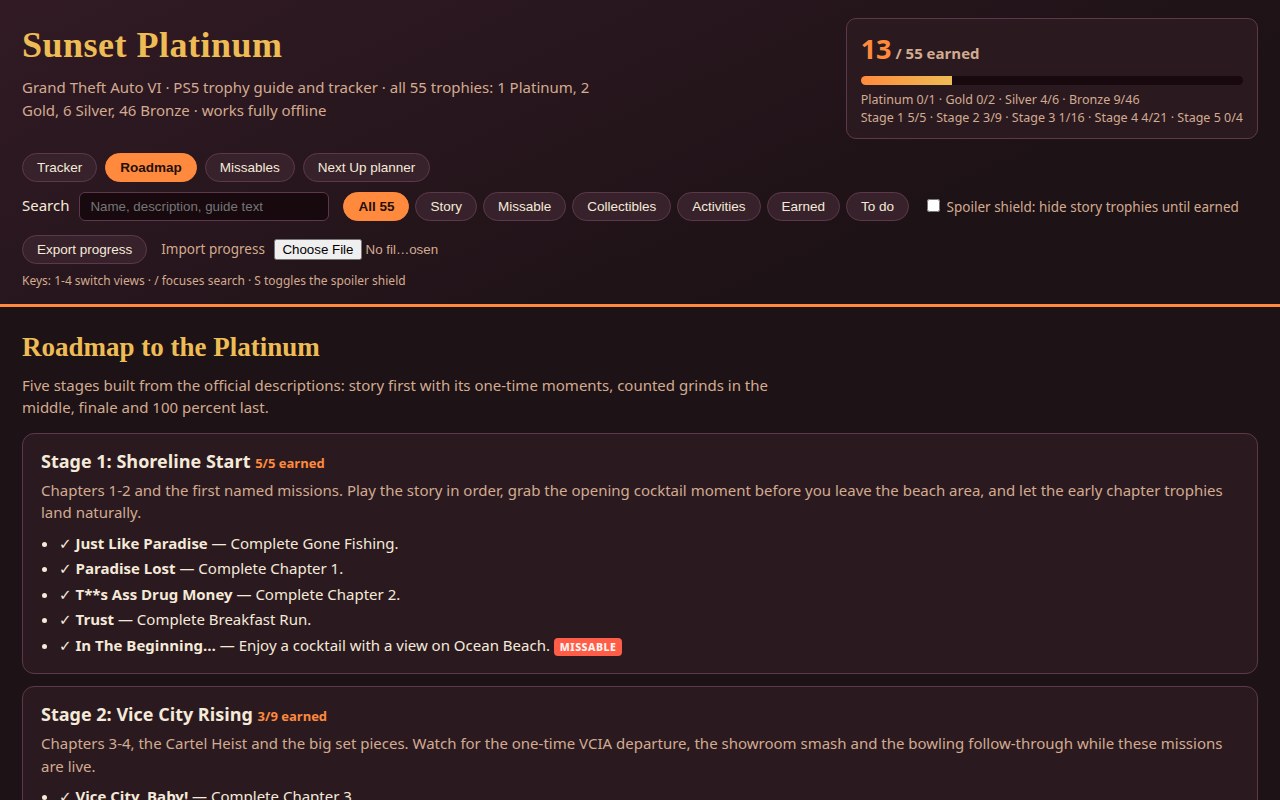 Sunset Platinum
Grand Theft Auto VI · PS5 trophy guide and tracker · all 55 trophies: 1 Platinum, 2
Gold, 6 Silver, 46 Bronze · works fully offline
13 / 55 earned
Platinum 0/1 · Gold 0/2 · Silver 4/6 · Bronze 9/46
Stage 1 5/5 · Stage 2 3/9 · Stage 3 1/16 · Stage 4 4/21 · Stage 5 0/4
Tracker Roadmap Missables Next Up planner
Search Name, description, guide text All 55 Story Missable Collectibles Activities Earned To do Spoiler shield: hide story trophies until earned
Export progress Import progress Choose File No fil…osen
Keys: 1-4 switch views · / focuses search · S toggles the spoiler shield
Roadmap to the Platinum
Five stages built from the official descriptions: story first with its one-time moments, counted grinds in the
middle, finale and 100 percent last.
Stage 1: Shoreline Start 5/5 earned
Chapters 1-2 and the first named missions. Play the story in order, grab the opening cocktail moment before you leave the beach area, and let the early chapter trophies
land naturally.
• ✓ Just Like Paradise — Complete Gone Fishing.
• ✓ Paradise Lost — Complete Chapter 1.
• ✓ T**s Ass Drug Money — Complete Chapter 2.
• ✓ Trust — Complete Breakfast Run.
• ✓ In The Beginning… — Enjoy a cocktail with a view on Ocean Beach. MISSABLE
Stage 2: Vice City Rising 3/9 earned
Chapters 3-4, the Cartel Heist and the big set pieces. Watch for the one-time VCIA departure, the showroom smash and the bowling follow-through while these missions
are live.
• ✓ Vice City, Baby! — Complete Chapter 3.